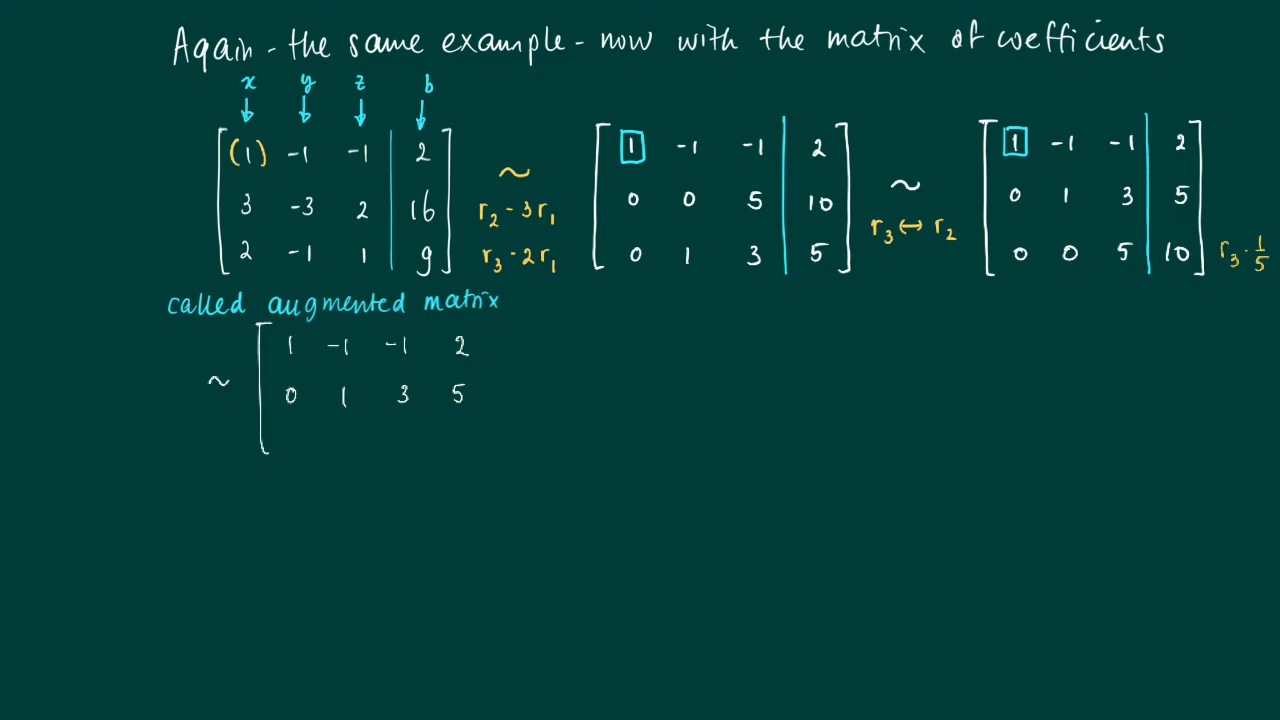 Again - the same example - now with the matrix of coefficients
x y z b
(1) -1 -1 2 1 -1 -1 2 1 -1 -1 2
~ ~
3 -3 2 16 r2 - 3r1 0 0 5 10 r3 ↔ r2 0 1 3 5
2 -1 1 9 r3 - 2r1 0 1 3 5 0 0 5 10 r3 · 1/5
called augmented matrix
1 -1 -1 2
~
0 1 3 5